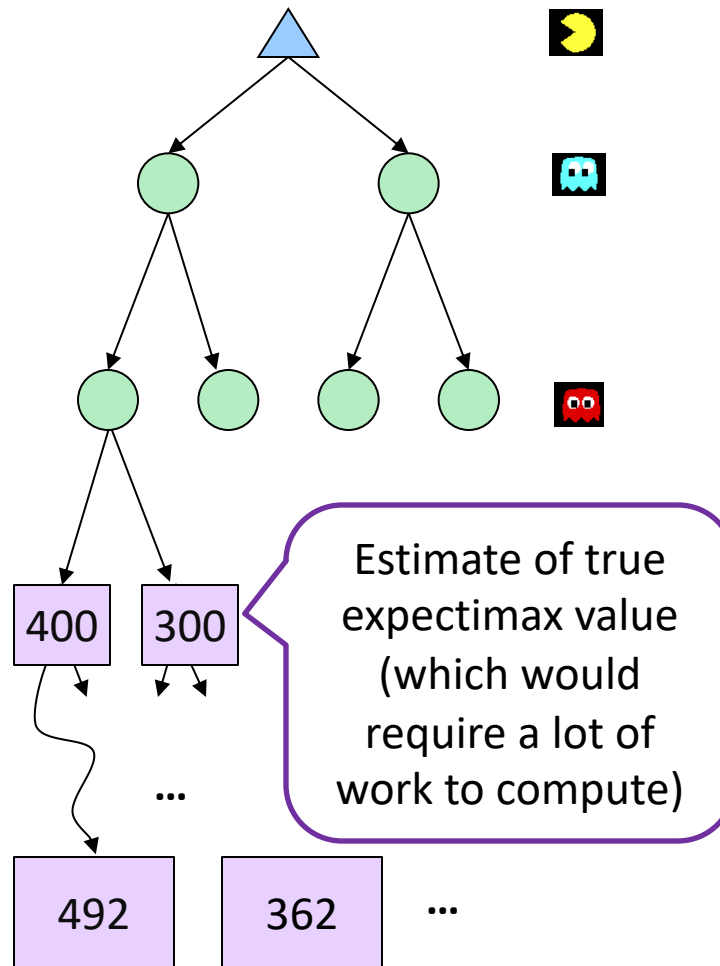 Estimate of true
expectimax value
(which would
require a lot of
work to compute)
400 300
...
492 362 ...